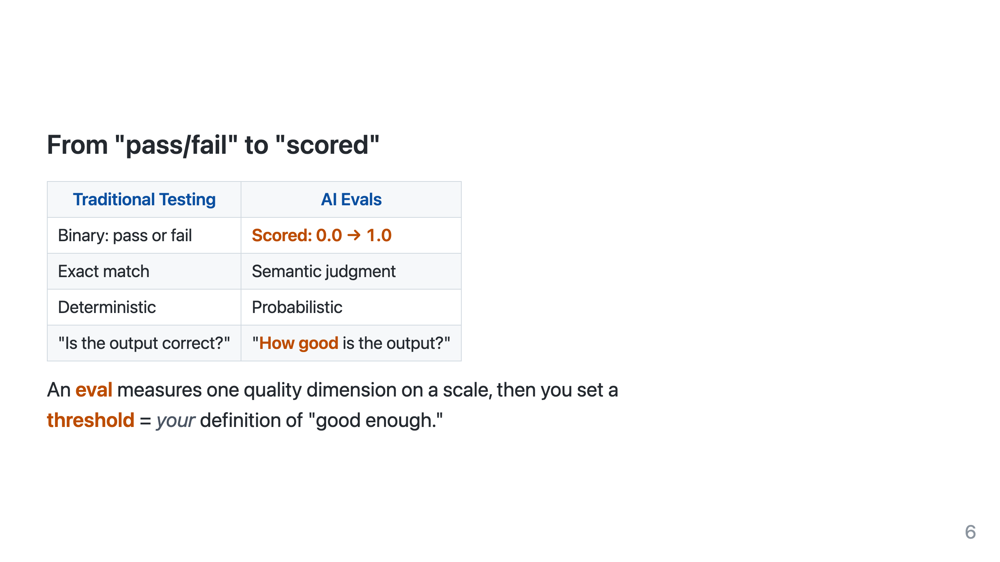 From "pass/fail" to "scored"
Traditional Testing AI Evals
Binary: pass or fail Scored: 0.0 → 1.0
Exact match Semantic judgment
Deterministic Probabilistic
"Is the output correct?" "How good is the output?"
An eval measures one quality dimension on a scale, then you set a
threshold = your definition of "good enough."
6